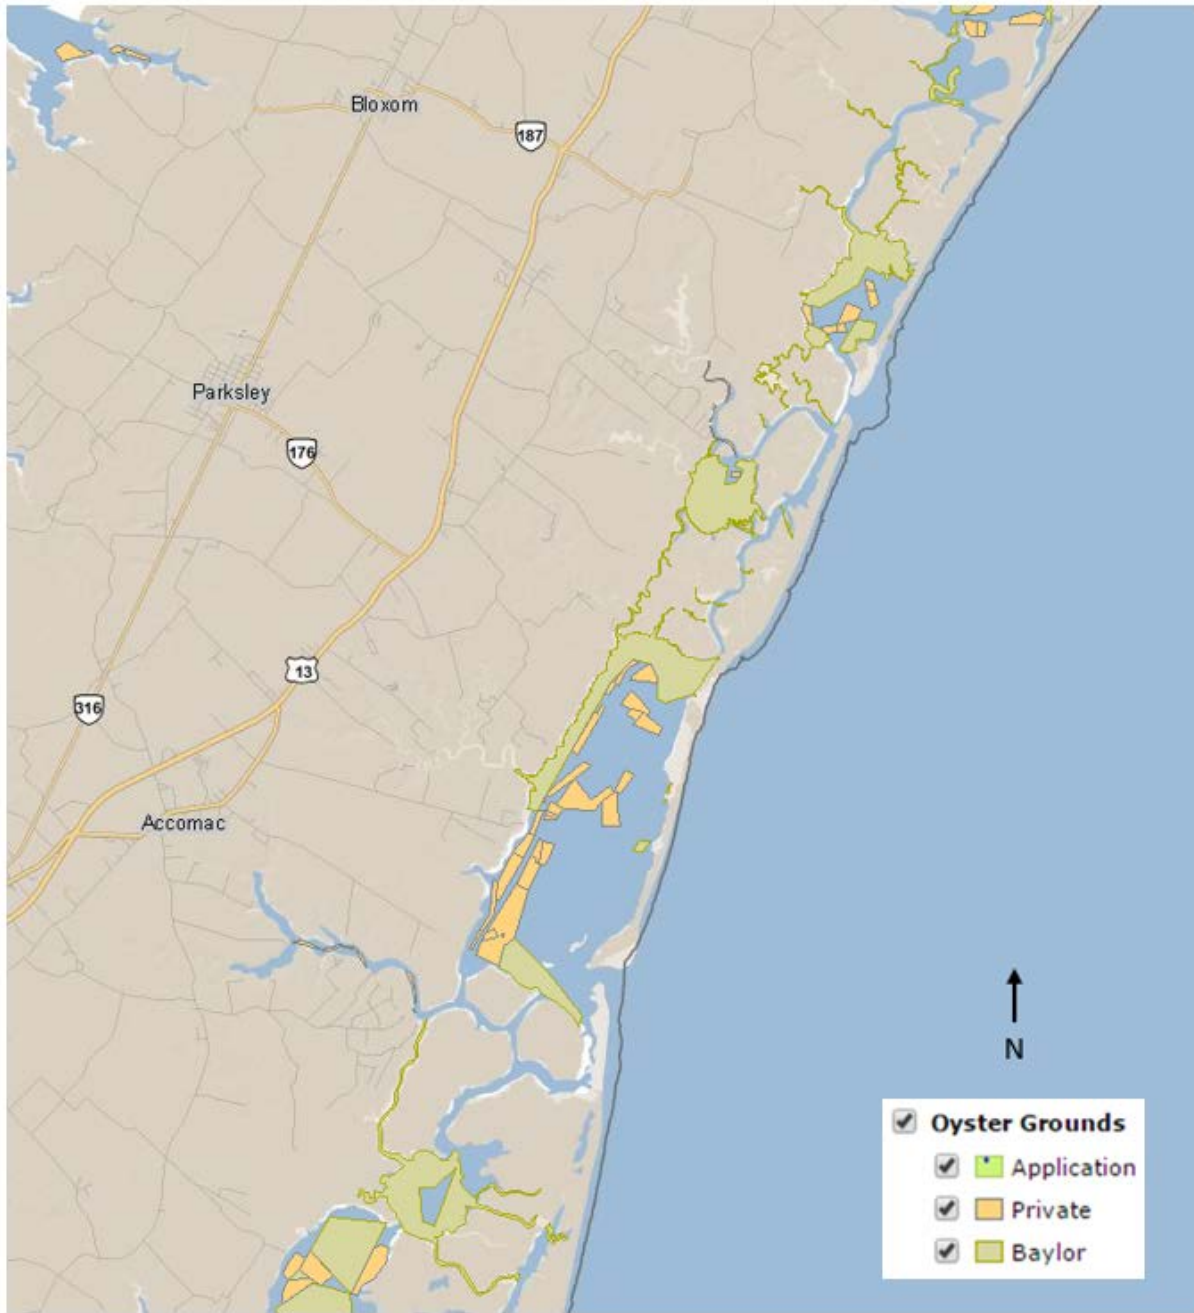 Bloxom
187
Parksley
176
13
316
Accomac
N
Oyster Grounds
Application
Private
Baylor